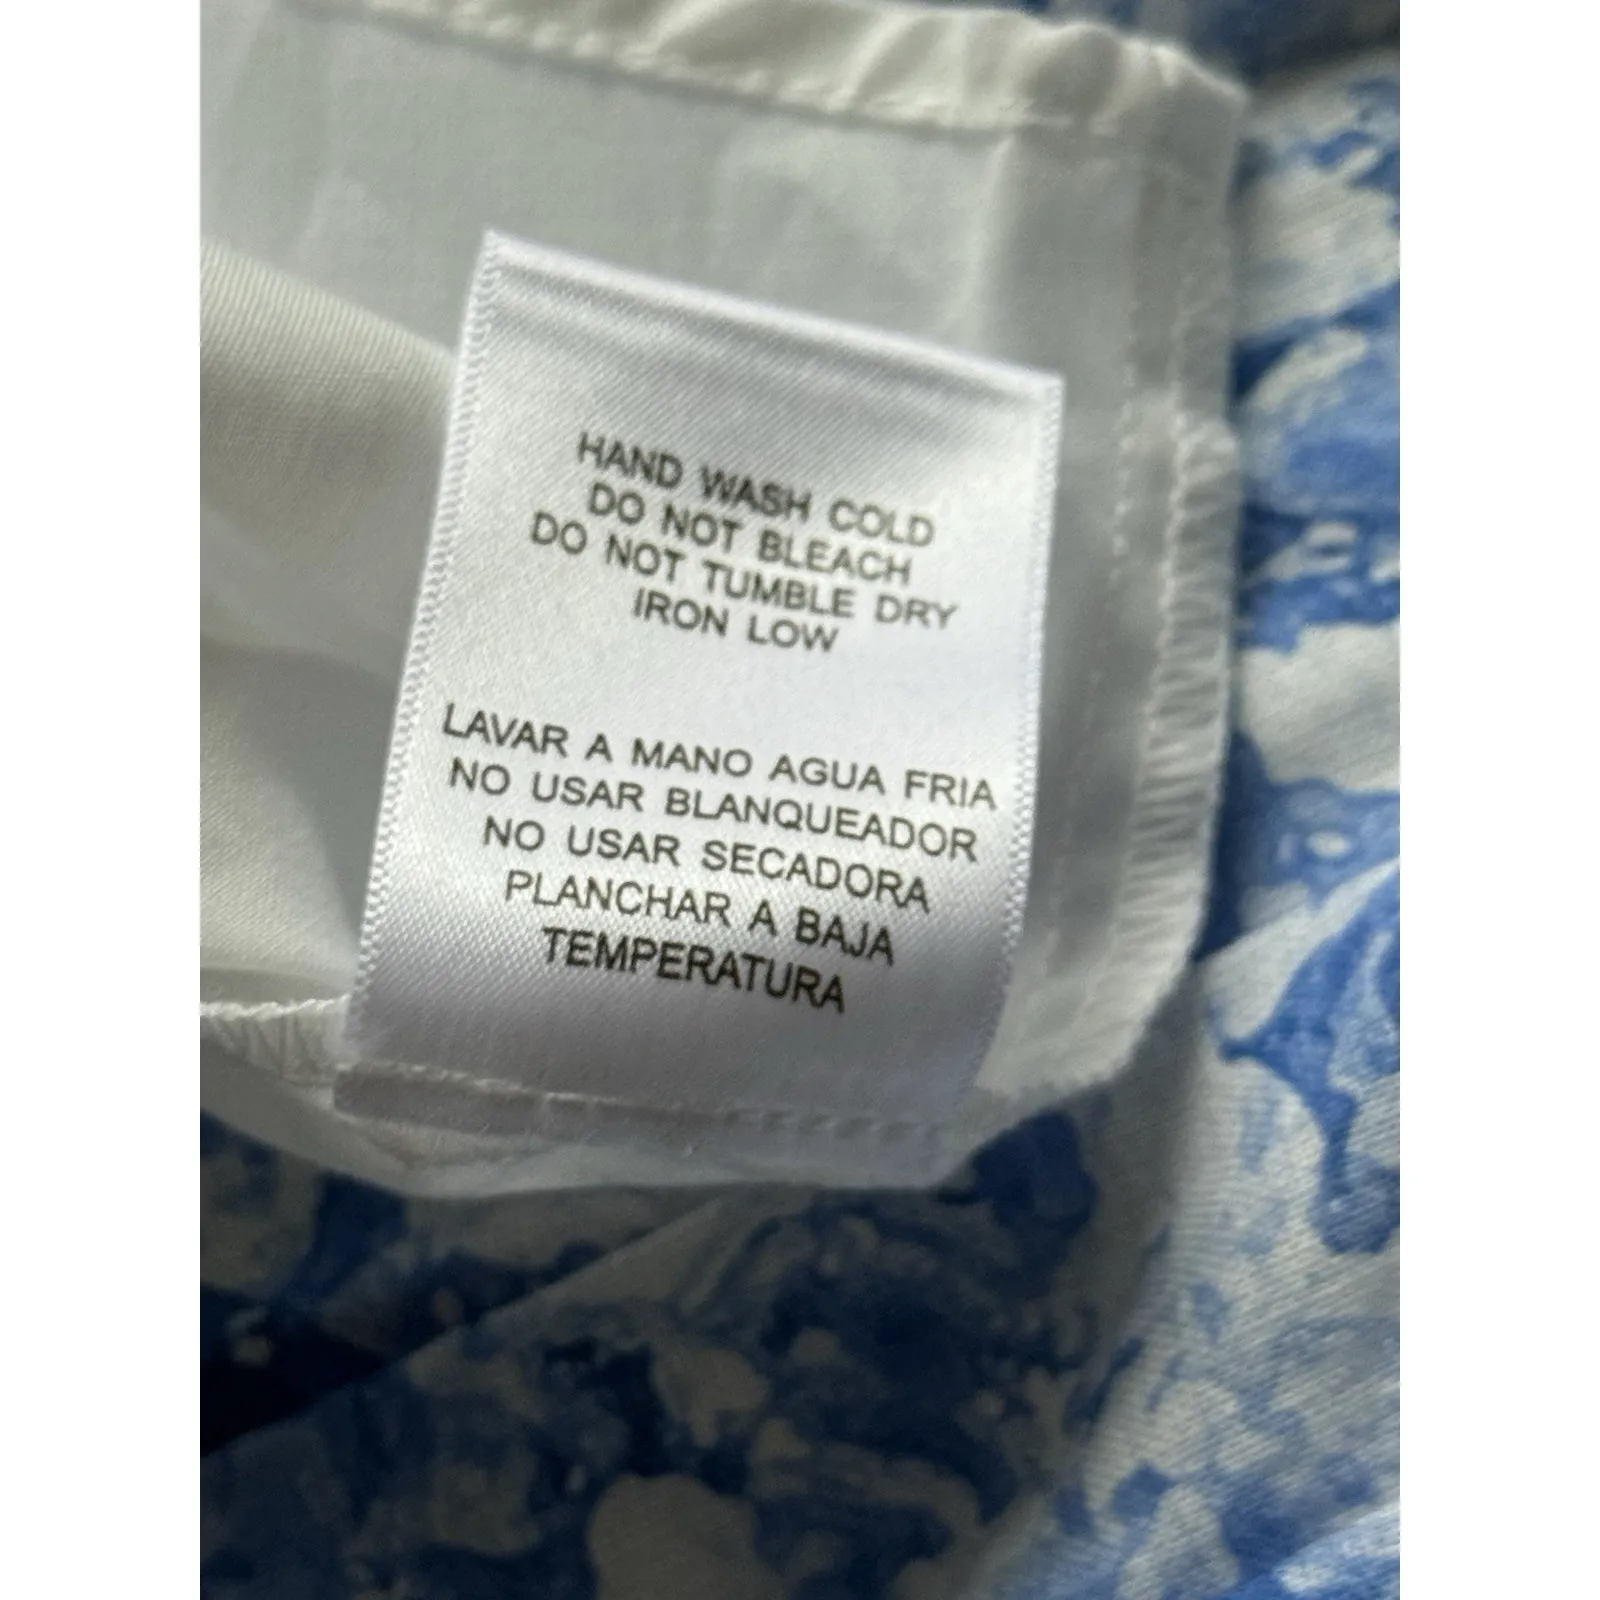 HAND WASH COLD
DO NOT BLEACH
DO NOT TUMBLE DRY
IRON LOW
LAVAR A MANO AGUA FRIA
NO USAR BLANQUEADOR
NO USAR SECADORA
PLANCHAR A BAJA
TEMPERATURA